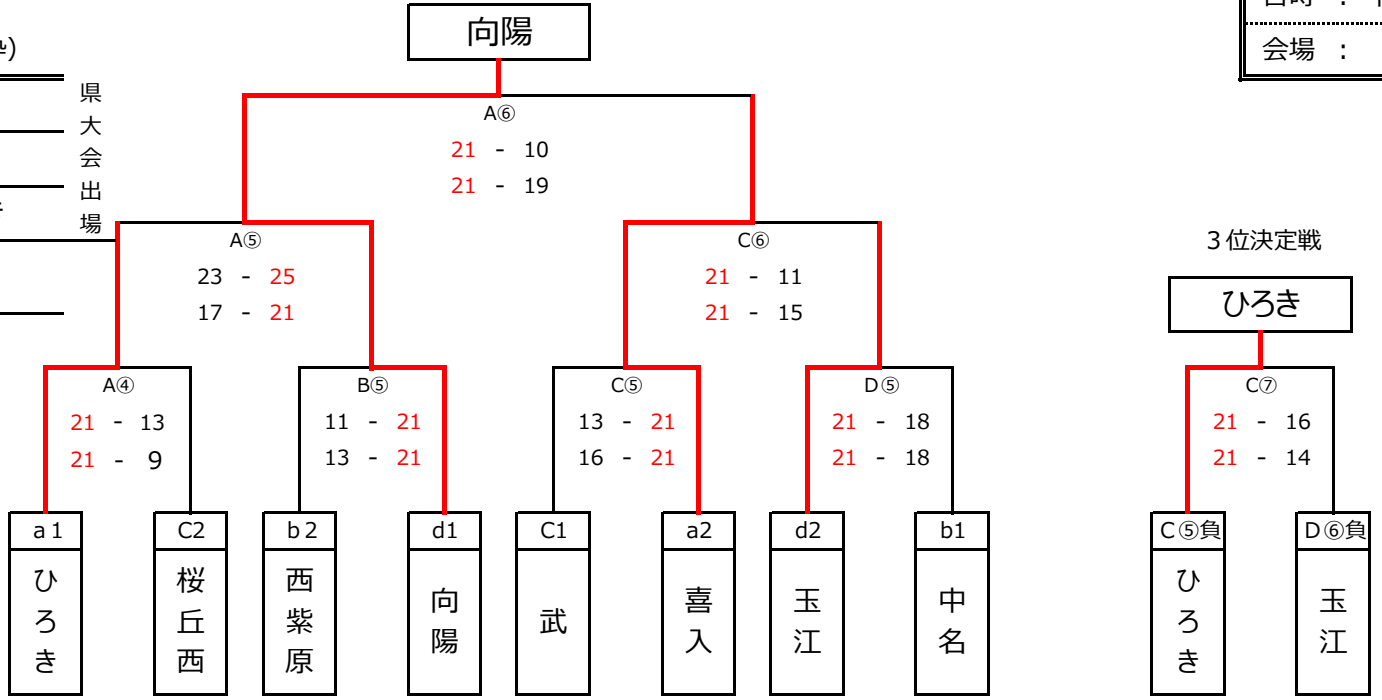 向陽
会場 :
県大会出場
A⑥
21 - 10
21 - 19
A⑤
23 - 25
17 - 21
C⑥
21 - 11
21 - 15
3位決定戦
ひろき
A④
21 - 13
21 - 9
B⑤
11 - 21
13 - 21
C⑤
13 - 21
16 - 21
D⑤
21 - 18
21 - 18
C⑦
21 - 16
21 - 14
a1
C2
b2
d1
C1
a2
d2
b1
C⑤負
D⑥負
ひろき
桜丘西
西紫原
向陽
武
喜入
玉江
中名
ひろき
玉江